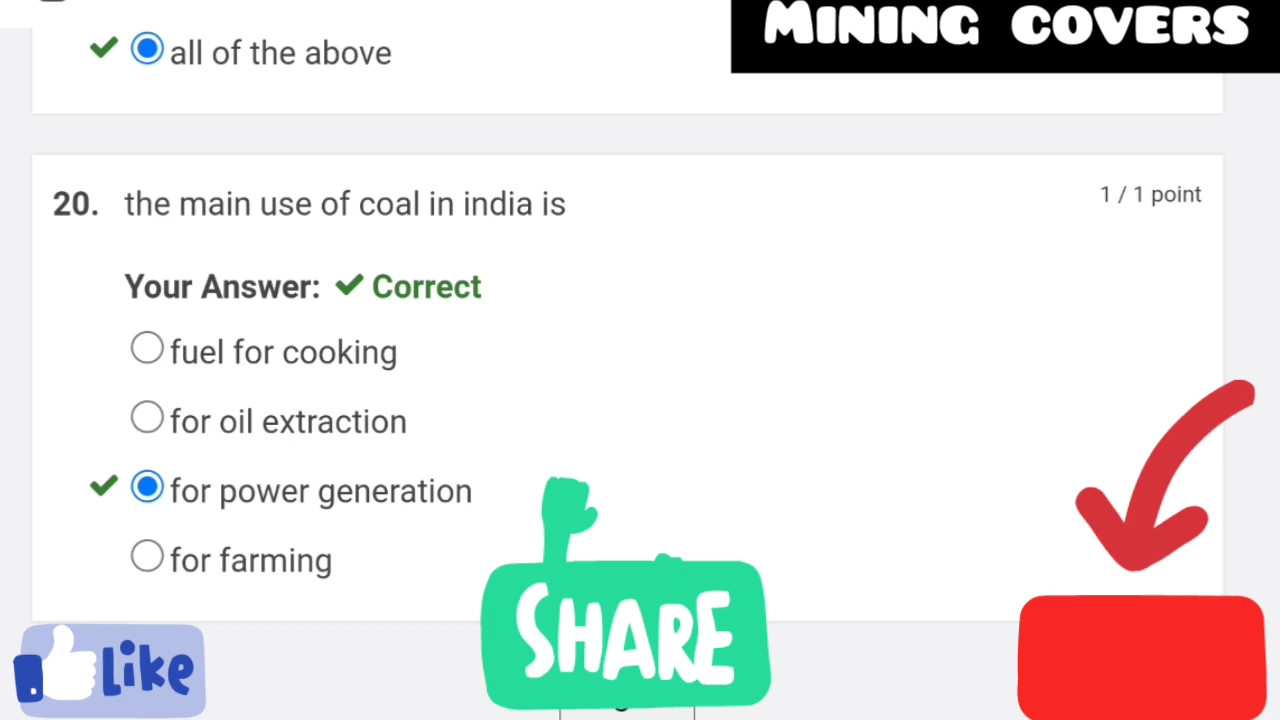 MINING COVERS
all of the above
20. the main use of coal in india is
1 / 1 point
Your Answer: Correct
fuel for cooking
for oil extraction
for power generation
for farming
SHARE
Like